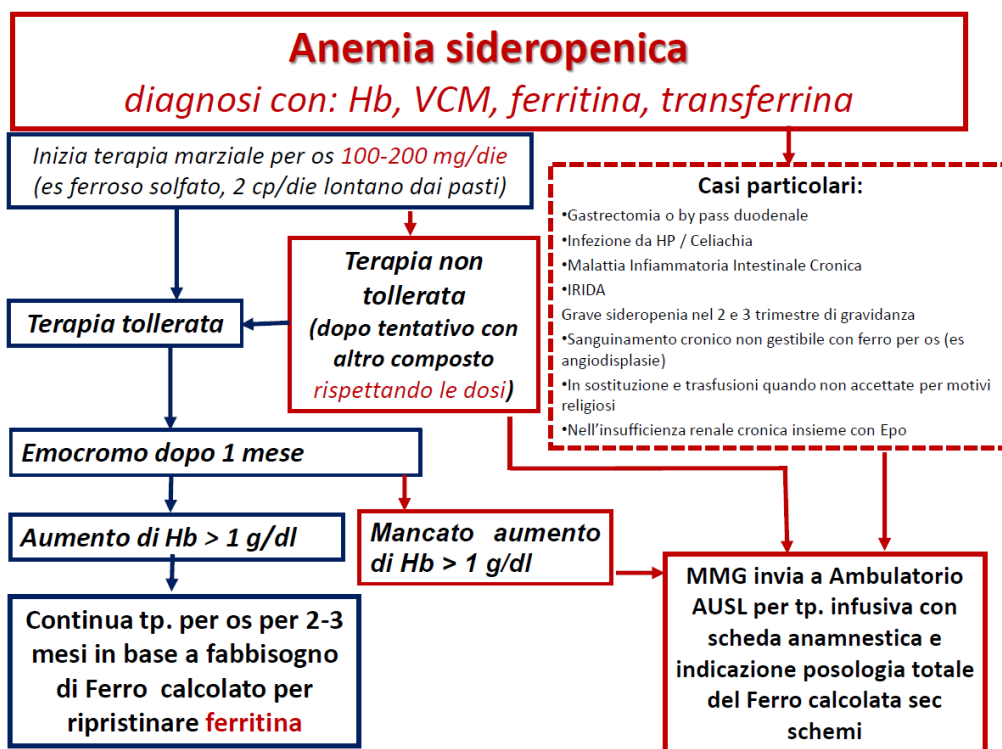 Anemia sideropenica
diagnosi con: Hb, VCM, ferritina, transferrina
Inizia terapia marziale per os 100-200 mg/die
(es ferroso solfato, 2 cp/die lontano dai pasti)
Casi particolari:
•Gastrectomia o by pass duodenale
•Infezione da HP / Celiachia
•Malattia Infiammatoria Intestinale Cronica
•IRIDA
Grave sideropenia nel 2 e 3 trimestre di gravidanza
•Sanguinamento cronico non gestibile con ferro per os (es
angiodisplasie)
•In sostituzione e trasfusioni quando non accettate per motivi
religiosi
•Nell’insufficienza renale cronica insieme con Epo
Terapia non
tollerata
(dopo tentativo con
altro composto
rispettando le dosi)
Terapia tollerata
Emocromo dopo 1 mese
Aumento di Hb > 1 g/dl
Mancato aumento
di Hb > 1 g/dl
Continua tp. per os per 2-3
mesi in base a fabbisogno
di Ferro calcolato per
ripristinare ferritina
MMG invia a Ambulatorio
AUSL per tp. infusiva con
scheda anamnestica e
indicazione posologia totale
del Ferro calcolata sec
schemi